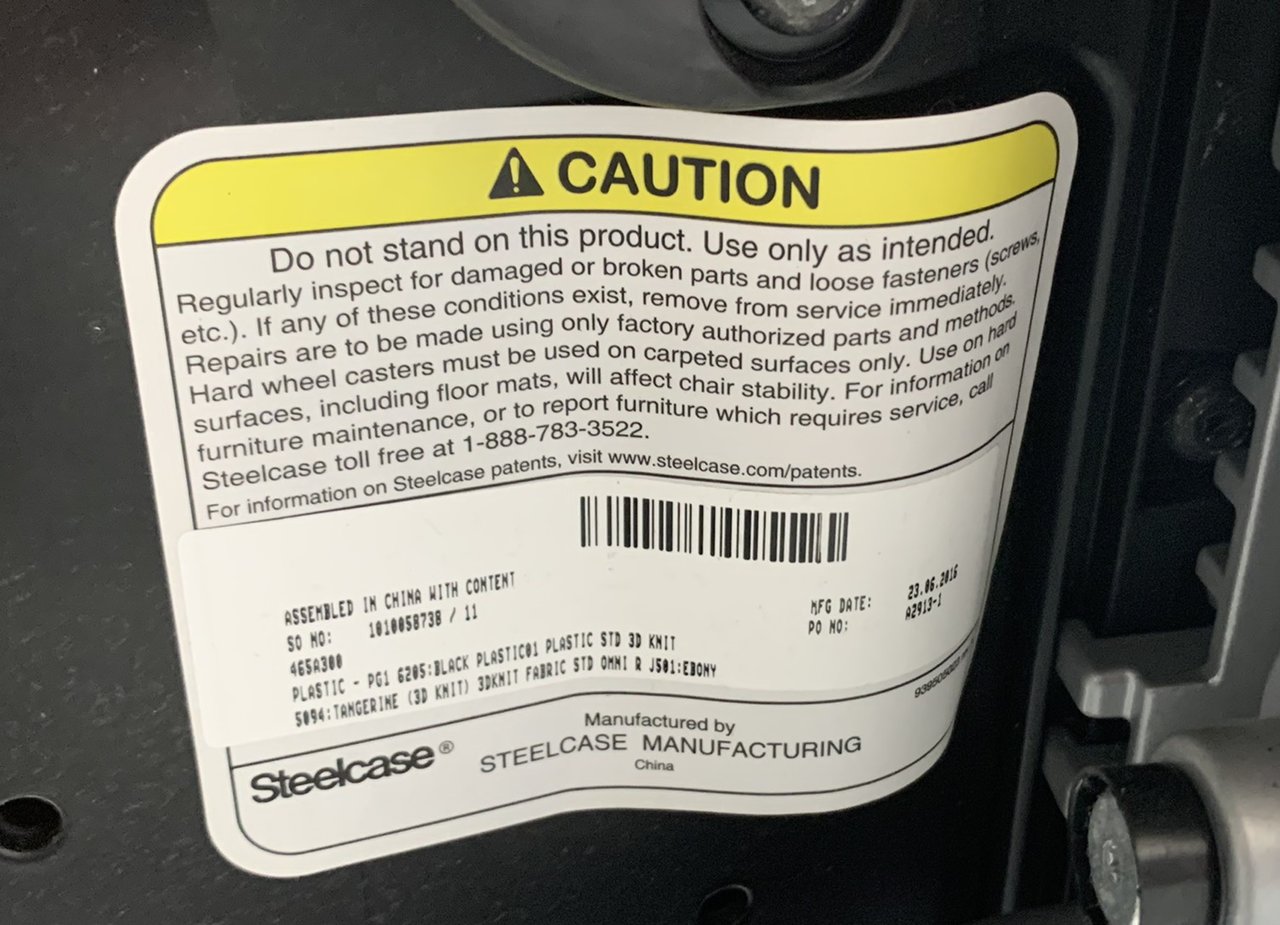 CAUTION
Do not stand on this product. Use only as intended.
Regularly inspect for damaged or broken parts and loose fasteners (screws,
etc.). If any of these conditions exist, remove from service immediately.
Repairs are to be made using only factory authorized parts and methods.
Hard wheel casters must be used on carpeted surfaces only. Use on hard
surfaces, including floor mats, will affect chair stability. For information on
furniture maintenance, or to report furniture which requires service, call
Steelcase toll free at 1-888-783-3522.
For information on Steelcase patents, visit www.steelcase.com/patents.
ASSEMBLED IN CHINA WITH CONTENT
SO NO: 1010058738 / 11
MFG DATE: 23.06.2016
PO NO: A2913-1
465A300
PLASTIC - PG1 6205:BLACK PLASTIC01 PLASTIC STD 3D KNIT
5094:TANGERINE (3D KNIT) 3DKNIT FABRIC STD OMNI R J501:EBONY
Steelcase®
Manufactured by
STEELCASE MANUFACTURING
China